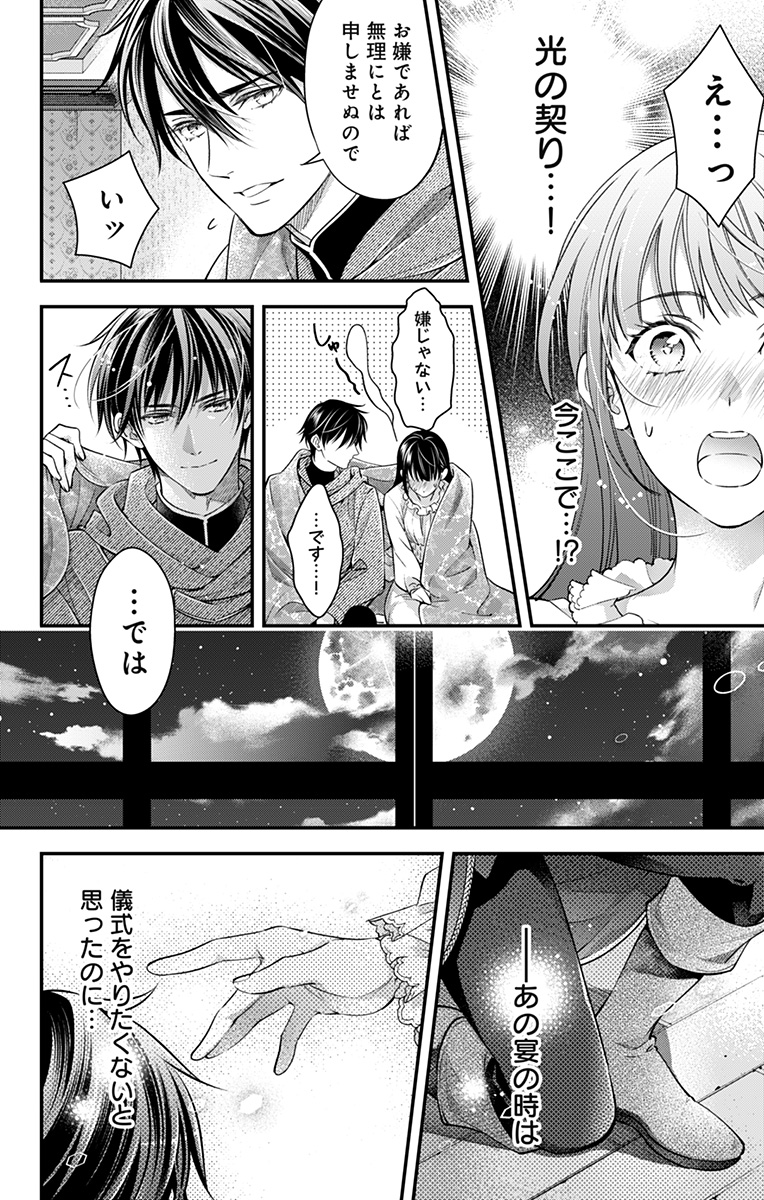 え…っ
光の契り…！
今ここで…！？
お嫌であれば
無理にとは
申しませぬので
いッ
嫌じゃない…
しゅっ
…です…！
スッ…
…では
――あの宴の時は
儀式をやりたくないと
思ったのに…